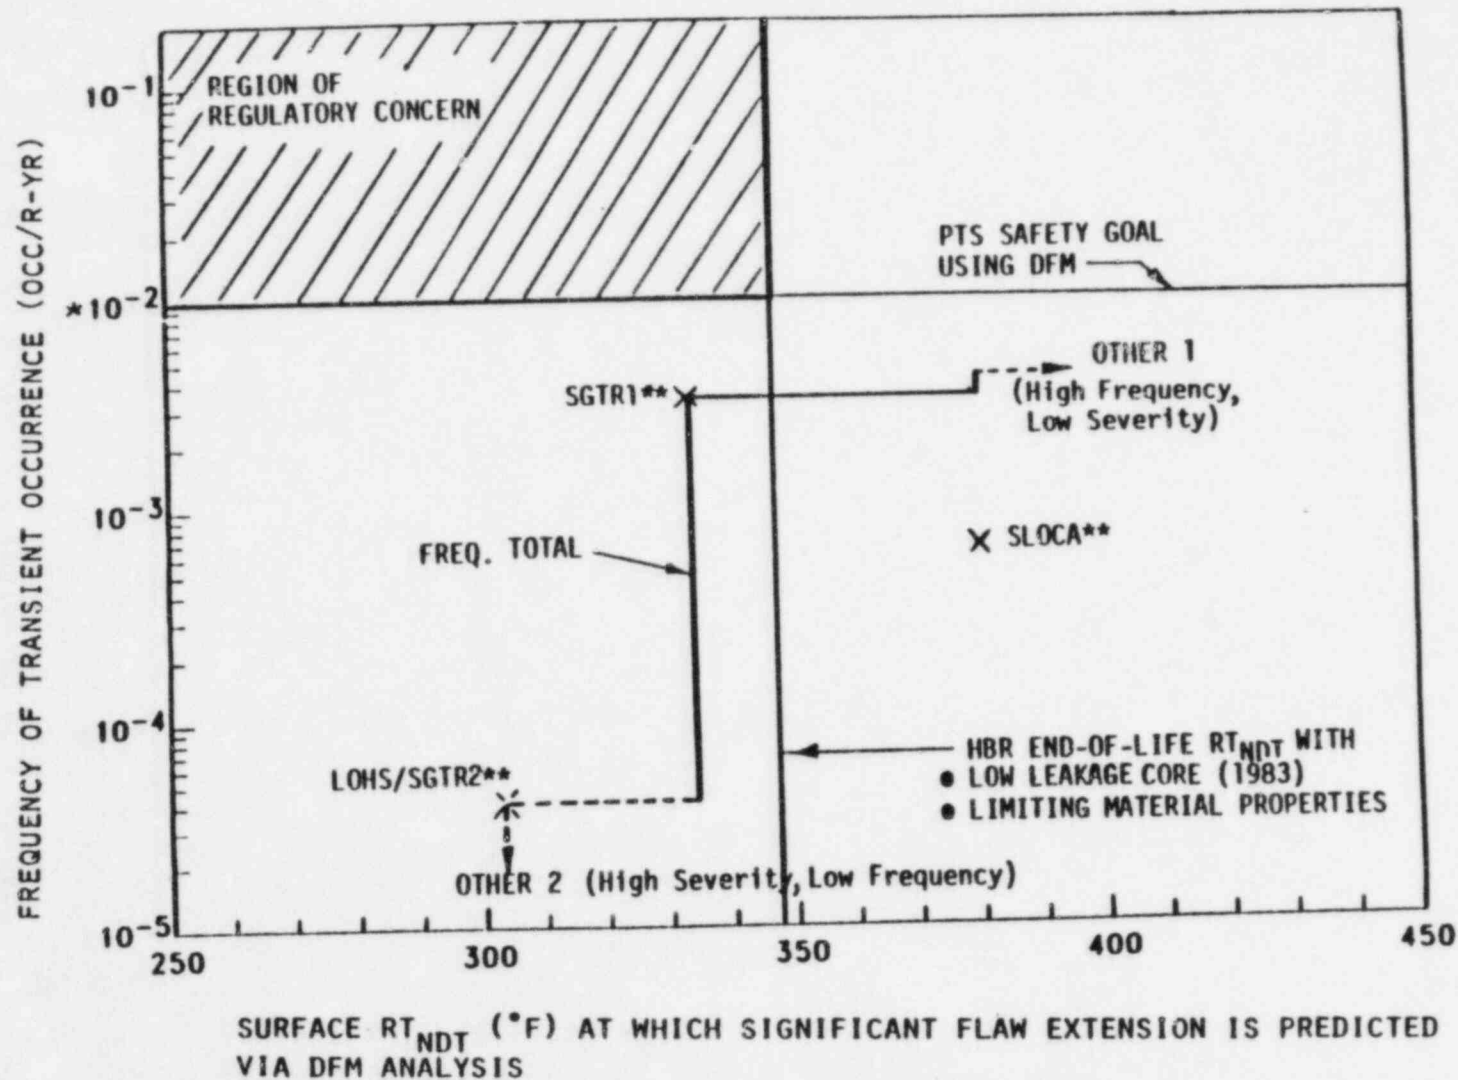 FREQUENCY OF TRANSIENT OCCURRENCE (OCC/R-YR)
10-1
*10-2
10-3
10-4
10-5
REGION OF
REGULATORY CONCERN
PTS SAFETY GOAL
USING DFM
OTHER 1
(High Frequency,
Low Severity)
SGTR1**
SLOCA**
FREQ. TOTAL
HBR END-OF-LIFE RTNDT WITH
• LOW LEAKAGE CORE (1983)
• LIMITING MATERIAL PROPERTIES
LOHS/SGTR2**
OTHER 2 (High Severity, Low Frequency)
250
300
350
400
450
SURFACE RTNDT (°F) AT WHICH SIGNIFICANT FLAW EXTENSION IS PREDICTED
VIA DFM ANALYSIS